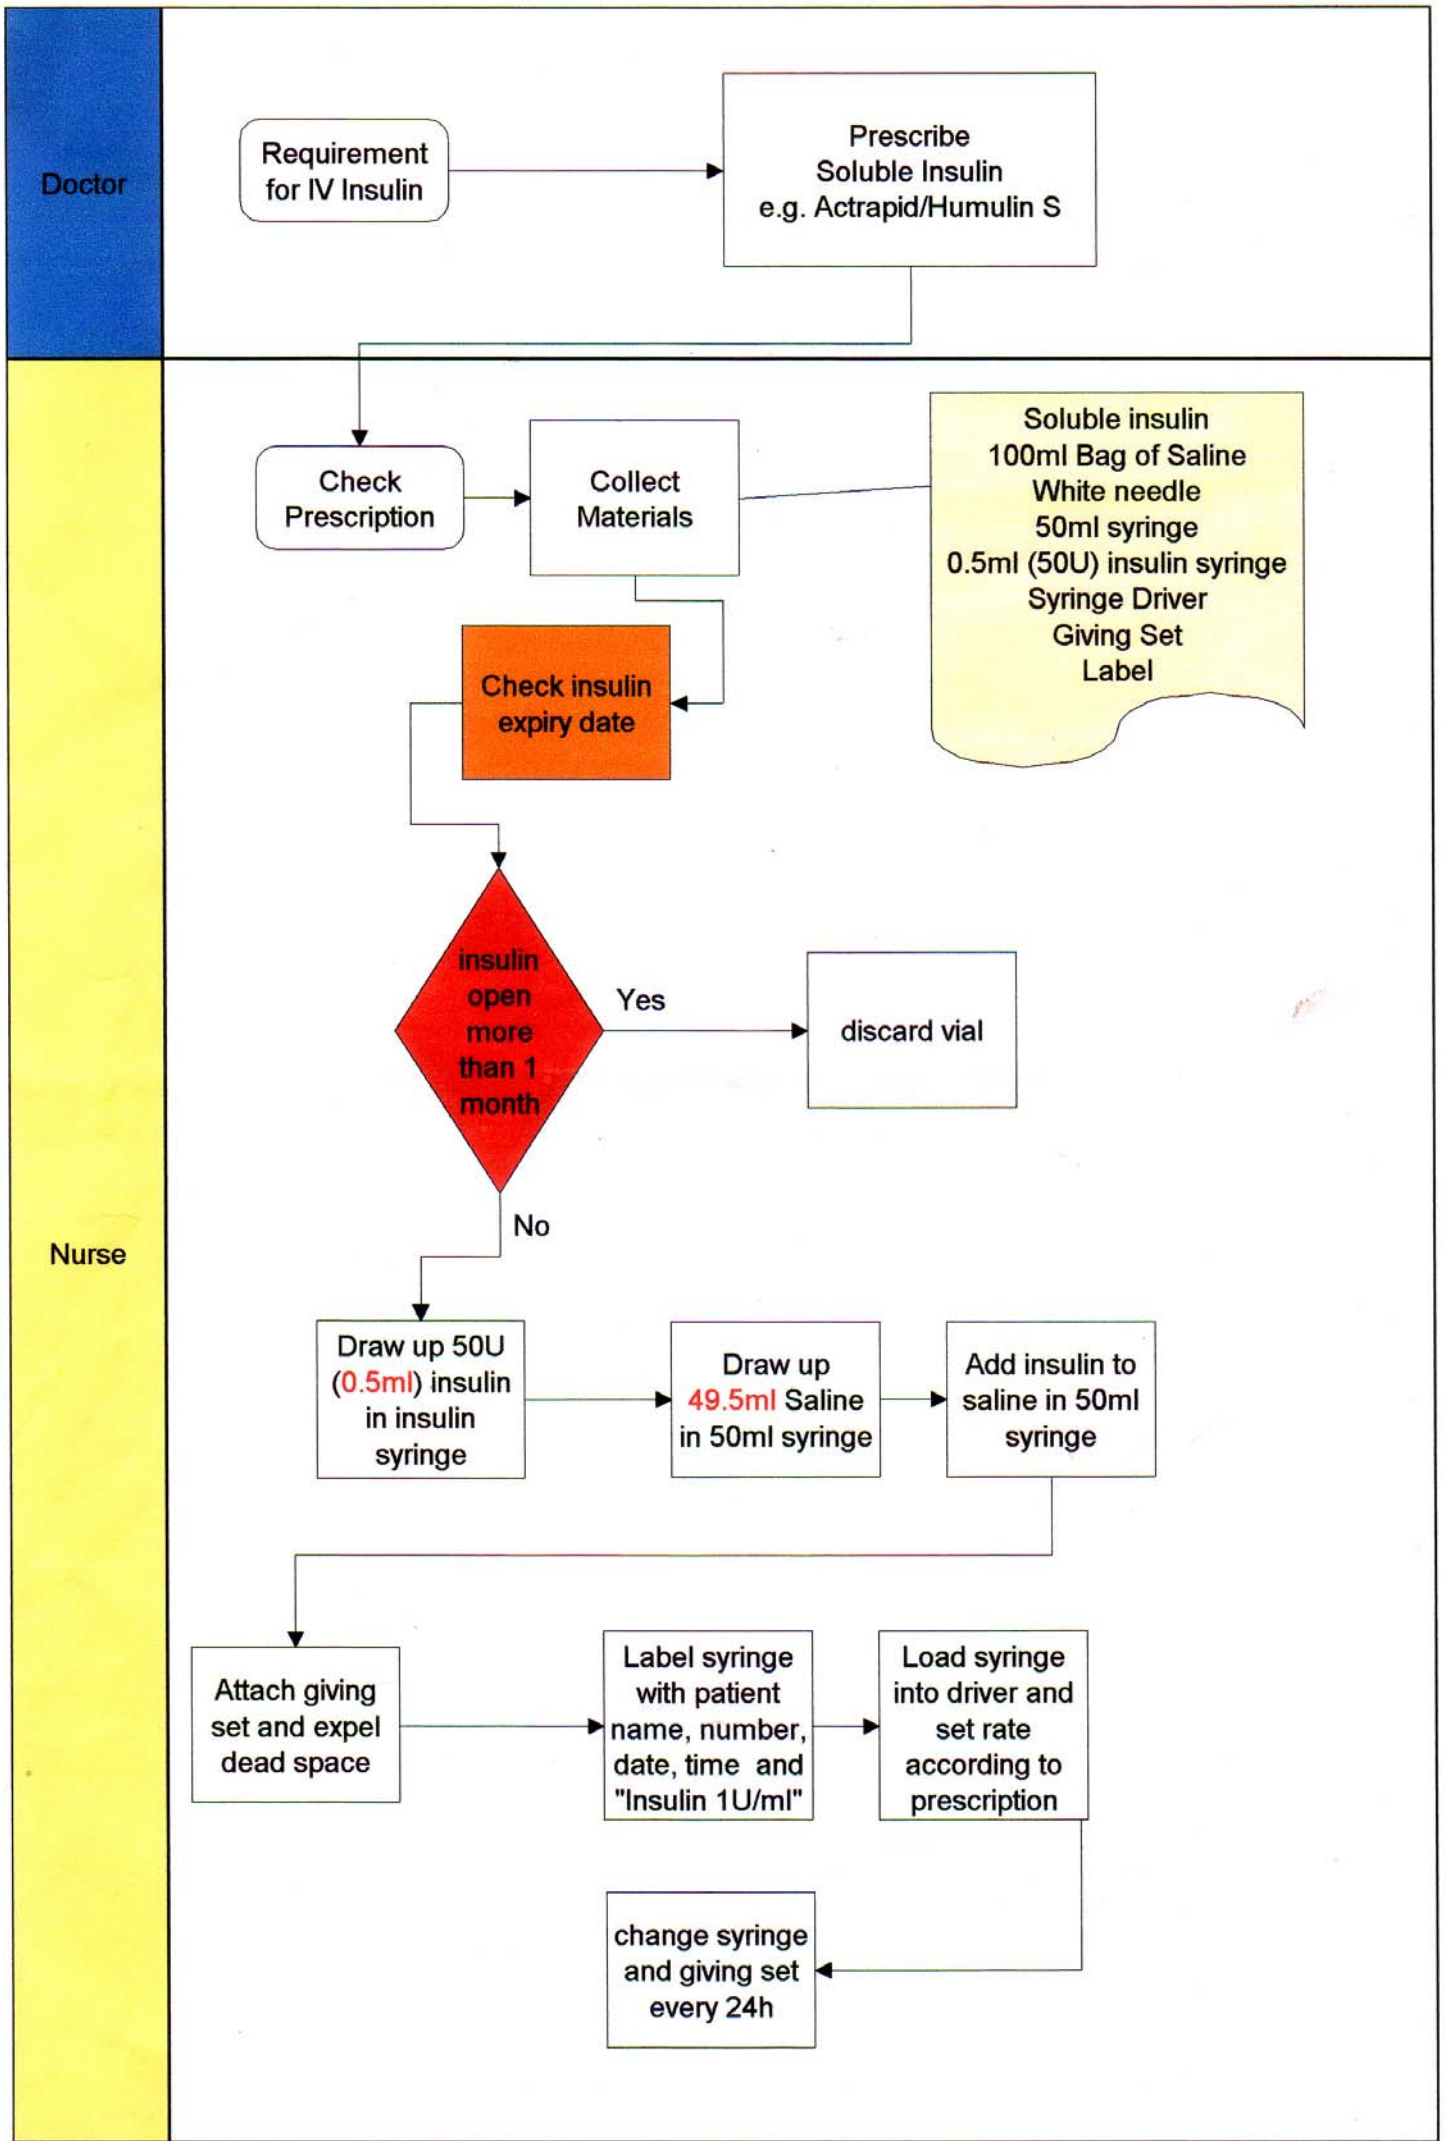 Doctor
Requirement
for IV Insulin
Prescribe
Soluble Insulin
e.g. Actrapid/Humulin S
Nurse
Check
Prescription
Collect
Materials
Soluble insulin
100ml Bag of Saline
White needle
50ml syringe
0.5ml (50U) insulin syringe
Syringe Driver
Giving Set
Label
Check insulin
expiry date
insulin
open
more
than 1
month
Yes
discard vial
No
Draw up 50U
(0.5ml) insulin
in insulin
syringe
Draw up
49.5ml Saline
in 50ml syringe
Add insulin to
saline in 50ml
syringe
Attach giving
set and expel
dead space
Label syringe
with patient
name, number,
date, time and
"Insulin 1U/ml"
Load syringe
into driver and
set rate
according to
prescription
change syringe
and giving set
every 24h